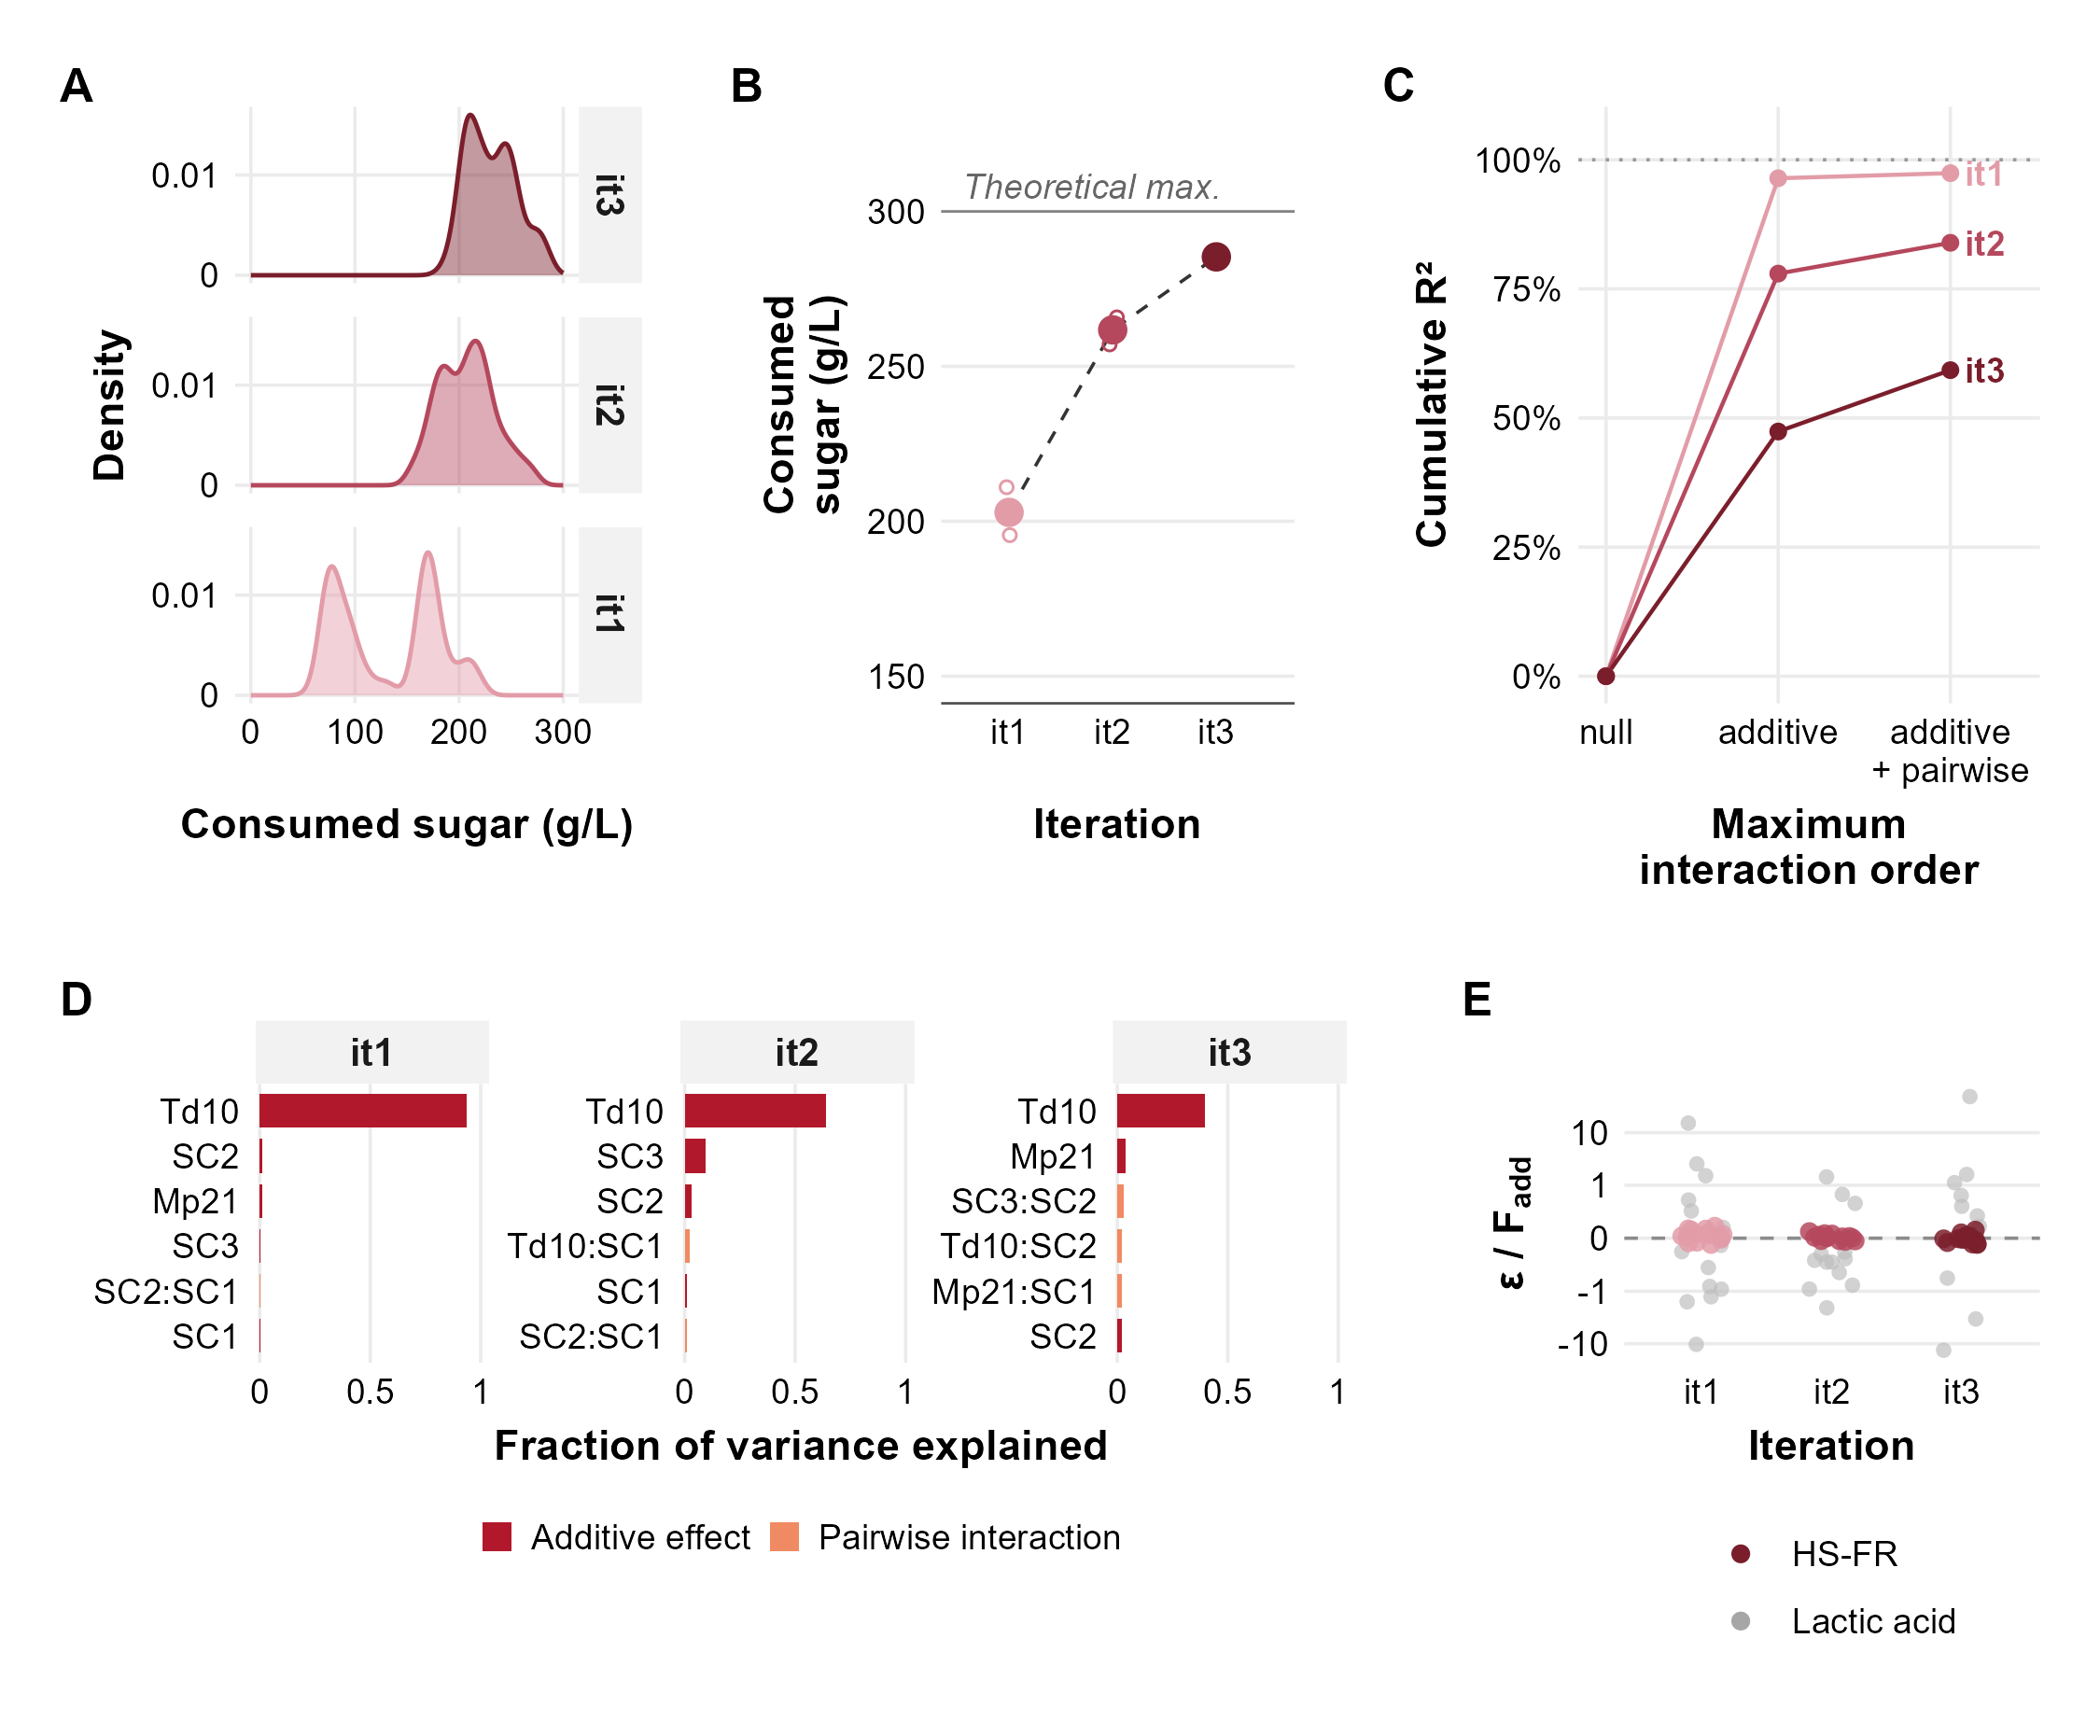 A
Density
0.01
0
it3
0.01
0
it2
0.01
0
it1
0 100 200 300
Consumed sugar (g/L)
B
Consumed
sugar (g/L)
Theoretical max.
300
250
200
150
it1 it2 it3
Iteration
C
Cumulative R²
100%
75%
50%
25%
0%
it1
it2
it3
null additive additive
+ pairwise
Maximum
interaction order
D
it1
Td10
SC2
Mp21
SC3
SC2:SC1
SC1
0 0.5 1
it2
Td10
SC3
SC2
Td10:SC1
SC1
SC2:SC1
0 0.5 1
it3
Td10
Mp21
SC3:SC2
Td10:SC2
Mp21:SC1
SC2
0 0.5 1
Fraction of variance explained
Additive effect Pairwise interaction
E
ε / Fadd
10
1
0
-1
-10
it1 it2 it3
Iteration
HS-FR
Lactic acid